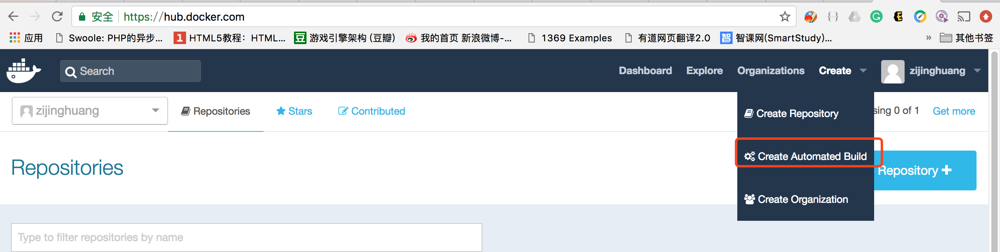 安全 https://hub.docker.com
应用 Swoole: PHP的异步... 1 HTML5教程：HTML... 豆 游戏引擎架构 (豆瓣) 我的首页 新浪微博-... 1369 Examples 有道网页翻译2.0 智 智课网(SmartStudy)... » 其他书签
Search Dashboard Explore Organizations Create zijinghuang
zijinghuang Repositories Stars Contributed sing 0 of 1 Get more
Create Repository
Create Automated Build
Repositories Repository +
Create Organization
Type to filter repositories by name